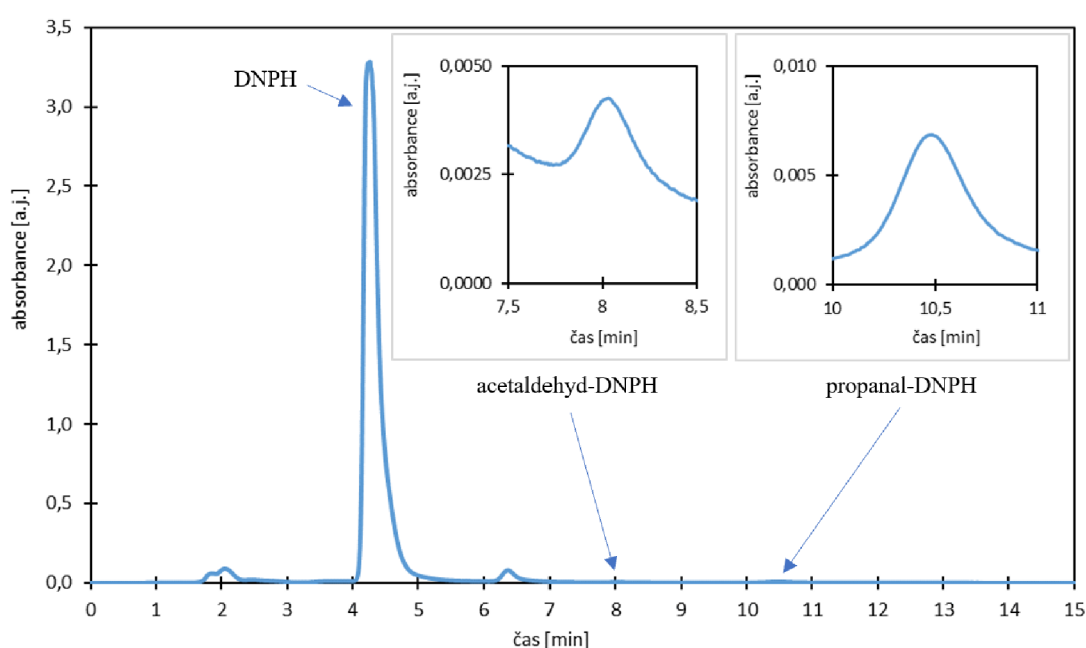 3,5
3,0
2,5
2,0
1,5
1,0
0,5
0,0
absorbance [a.j.]
0 1 2 3 4 5 6 7 8 9 10 11 12 13 14 15
čas [min]
DNPH
0,0050
0,0025
0,0000
absorbance [a.j.]
7,5 8 8,5
čas [min]
acetaldehyd-DNPH
0,010
0,005
0,000
absorbance [a.j.]
10 10,5 11
čas [min]
propanal-DNPH